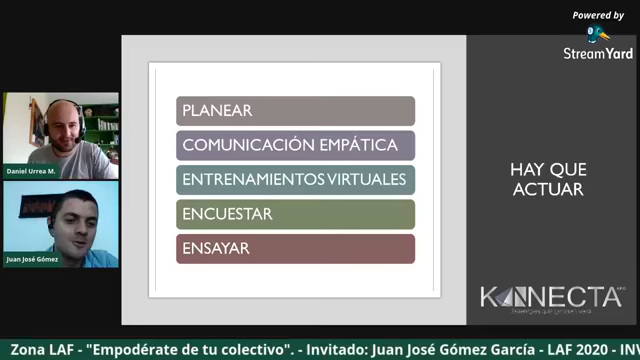 Powered by
StreamYard
PLANEAR
COMUNICACIÓN EMPÁTICA
ENTRENAMIENTOS VIRTUALES
ENCUESTAR
ENSAYAR
HAY QUE
ACTUAR
KANNECTA
Daniel Urrea M.
Juan José Gómez
Zona LAF - "Empodérate de tu colectivo". - Invitado: Juan José Gómez García - LAF 2020 - INV